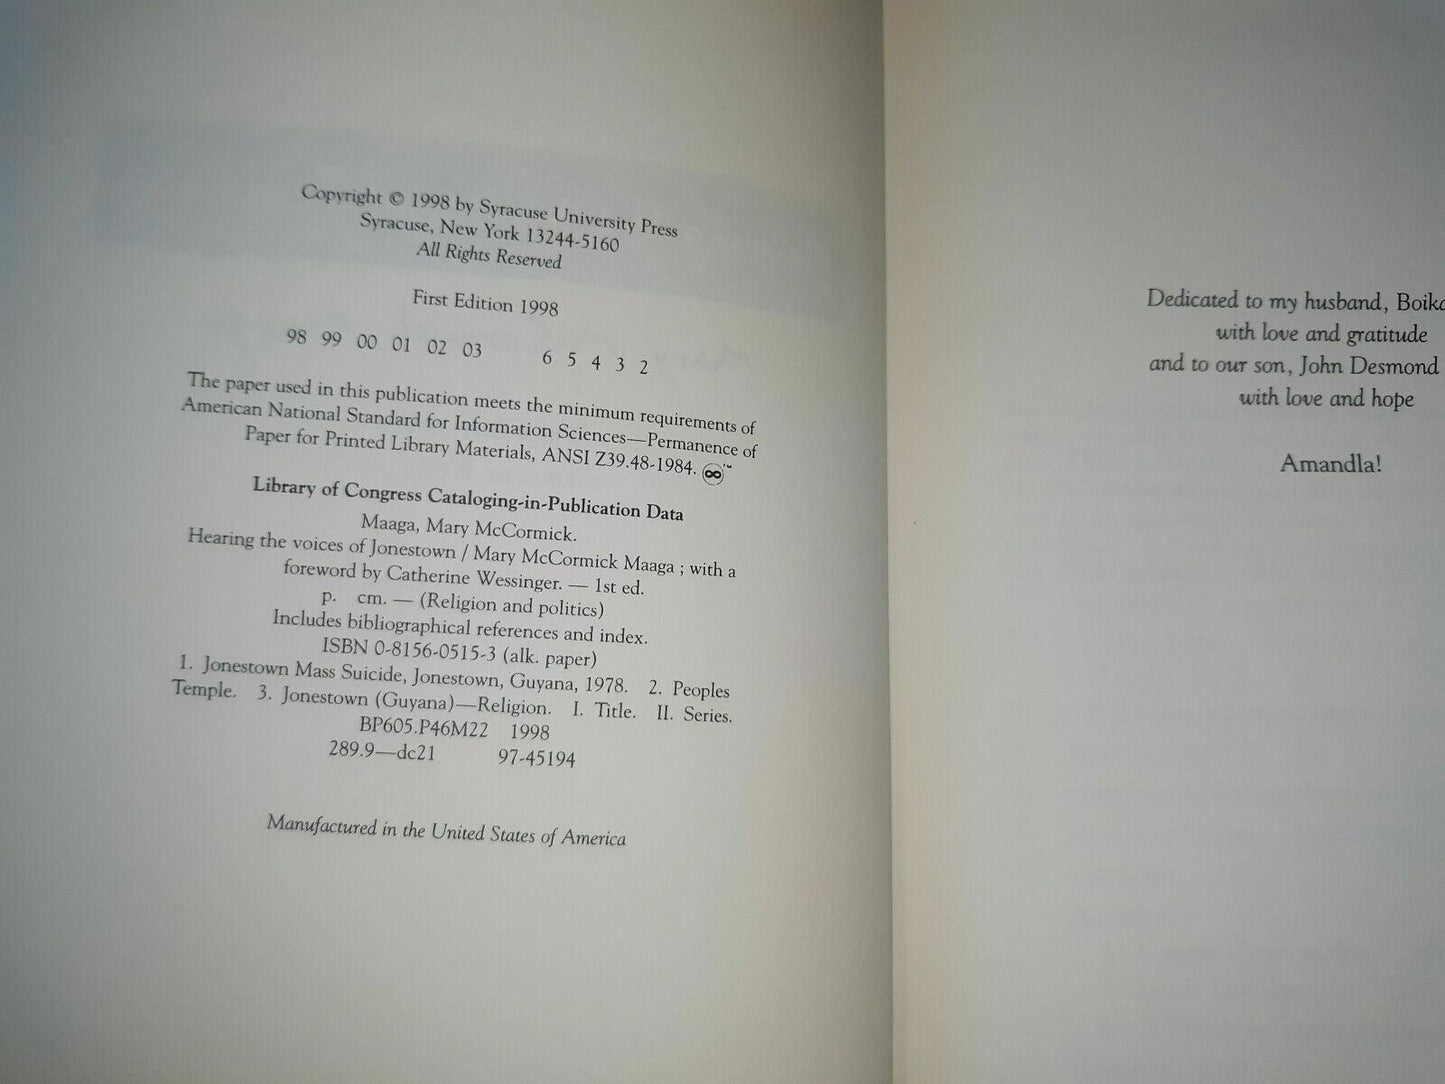 Copyright © 1998 by Syracuse University Press
Syracuse, New York 13244-5160
All Rights Reserved
First Edition 1998
98 99 00 01 02 03 6 5 4 3 2
The paper used in this publication meets the minimum requirements of
American National Standard for Information Sciences—Permanence of
Paper for Printed Library Materials, ANSI Z39.48-1984. ∞™
Library of Congress Cataloging-in-Publication Data
Maaga, Mary McCormick.
Hearing the voices of Jonestown / Mary McCormick Maaga ; with a
foreword by Catherine Wessinger. — 1st ed.
p. cm. — (Religion and politics)
Includes bibliographical references and index.
ISBN 0-8156-0515-3 (alk. paper)
1. Jonestown Mass Suicide, Jonestown, Guyana, 1978. 2. Peoples
Temple. 3. Jonestown (Guyana)—Religion. I. Title. II. Series.
BP605.P46M22 1998
289.9—dc21 97-45194
Manufactured in the United States of America
Dedicated to my husband,
with love and gratitude
and to our son, John Desmond
with love and hope
Amandla!